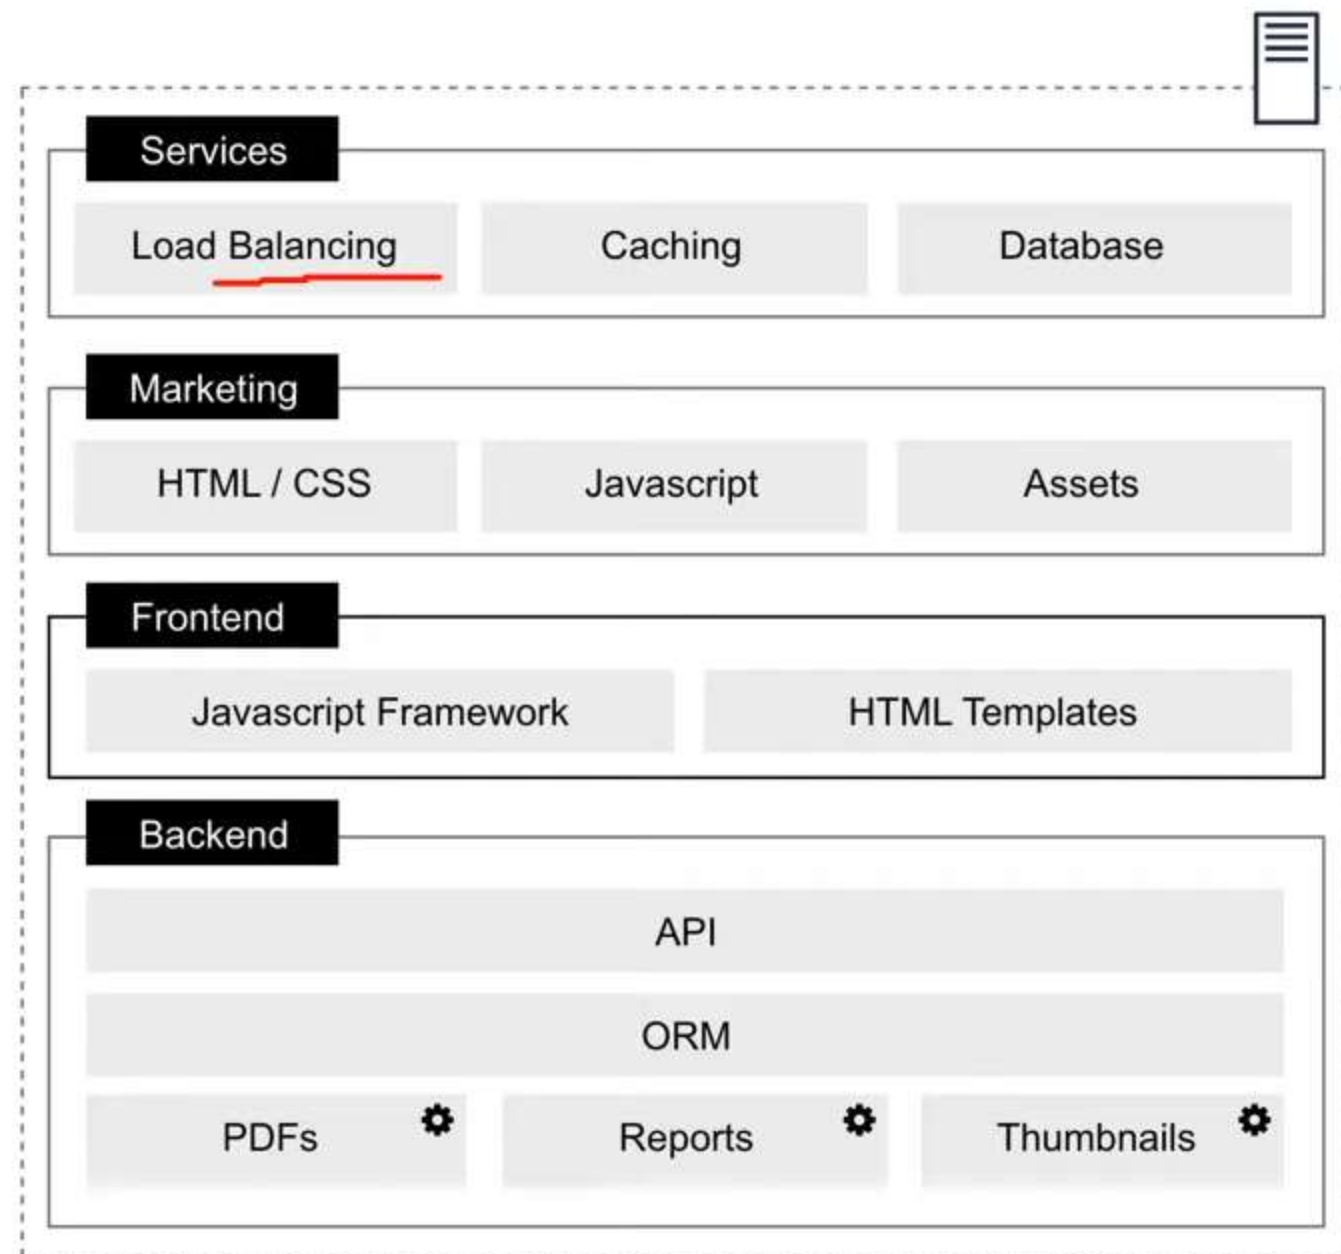 Services
Load Balancing
Caching
Database
Marketing
HTML / CSS
Javascript
Assets
Frontend
Javascript Framework
HTML Templates
Backend
API
ORM
PDFs
Reports
Thumbnails